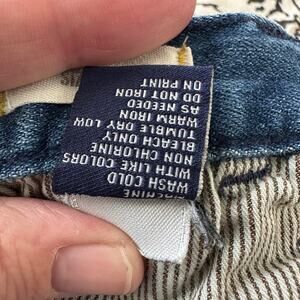 MACHINE
WASH COLD
WITH LIKE COLORS
NON CHLORINE
BLEACH ONLY
TUMBLE DRY LOW
AS NEEDED
WARM IRON
DO NOT IRON
ON PRINT